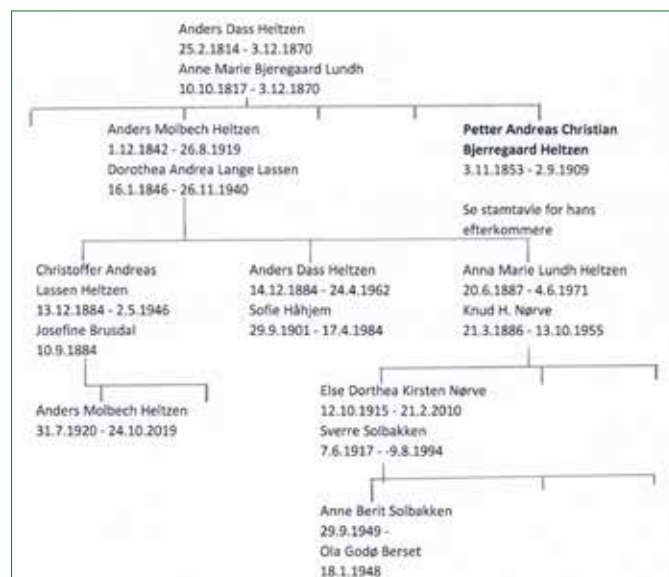 Anders Dass Heltzen
25.2.1814 - 3.12.1870
Anne Marie Bjeregaard Lundh
10.10.1817 - 3.12.1870
Anders Molbech Heltzen
1.12.1842 - 26.8.1919
Dorothea Andrea Lange Lassen
16.1.1846 - 26.11.1940
Petter Andreas Christian
Bjerregaard Heltzen
3.11.1853 - 2.9.1909
Se stamtavle for hans
efterkommere
Christoffer Andreas
Lassen Heltzen
13.12.1884 - 2.5.1946
Josefine Brusdal
10.9.1884
Anders Dass Heltzen
14.12.1884 - 24.4.1962
Sofie Håhjem
29.9.1901 - 17.4.1984
Anna Marie Lundh Heltzen
20.6.1887 - 4.6.1971
Knud H. Nørve
21.3.1886 - 13.10.1955
Anders Molbech Heltzen
31.7.1920 - 24.10.2019
Else Dorthea Kirsten Nørve
12.10.1915 - 21.2.2010
Sverre Solbakken
7.6.1917 - -9.8.1994
Anne Berit Solbakken
29.9.1949 -
Ola Godø Berset
18.1.1948